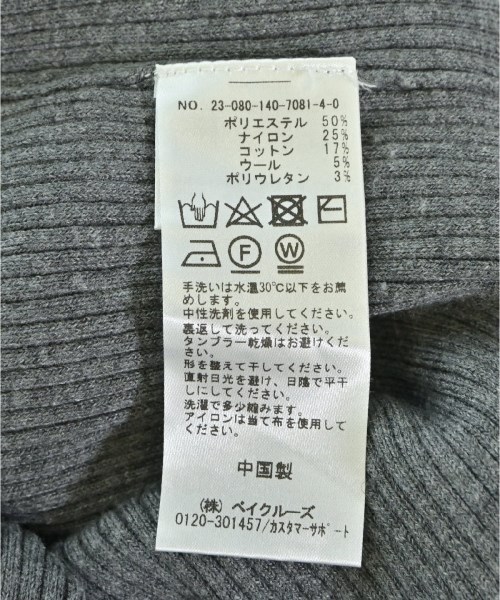 NO. 23-080-140-7081-4-0
ポリエステル 50%
ナイロン 25%
コットン 17%
ウール 5%
ポリウレタン 3%
F W
手洗いは水温30℃以下をお薦
めします。
中性洗剤を使用してください。
裏返して洗ってください。
タンブラー乾燥はお避けくださ
い。
形を整えて干してください。
直射日光を避け、日陰で平干
しにしてください。
洗濯で多少縮みます。
アイロンは当て布を使用して
ください。
中国製
(株) ベイクルーズ
0120-301457/カスタマーサポート